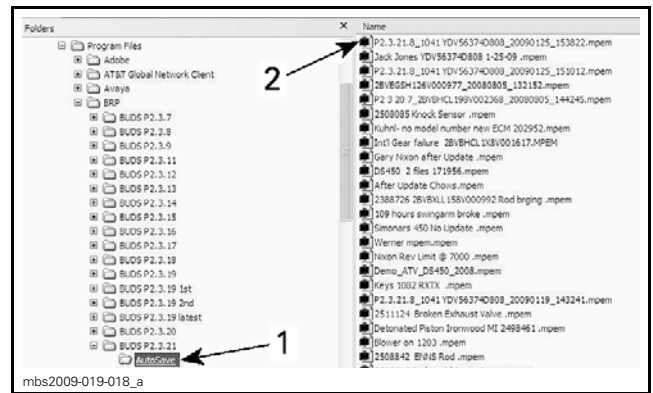 Folders
×
Program Files
Adobe
AT&T Global Network Client
Avaya
BRP
BUDS P2.3.7
BUDS P2.3.8
BUDS P2.3.9
BUDS P2.3.11
BUDS P2.3.12
BUDS P2.3.13
BUDS P2.3.14
BUDS P2.3.15
BUDS P2.3.16
BUDS P2.3.17
BUDS P2.3.18
BUDS P2.3.19
BUDS P2.3.19 1st
BUDS P2.3.19 2nd
BUDS P2.3.19 latest
BUDS P2.3.20
BUDS P2.3.21
AutoSave
1
2
Name
P2.3.21.8_1041 YDV56374D808_20090125_153822.mpem
Jack Jones YDV56374D808 1-25-09 .mpem
P2.3.21.8_1041 YDV56374D808_20090125_151012.mpem
2BVEGSH126V000977_20080805_132152.mpem
P2 3 20 7_2BVBHCL198V002368_20080805_144245.mpem
2508085 Knock Sensor .mpem
Kuhnl- no model number new ECM 202952.mpem
Int'l Gear failure 2BVBHCL1X8V001617.MPEM
Gary Nixon after Update .mpem
DS450 2 files 171956.mpem
After Update Chows.mpem
2388726 2BVBXLL158V000992 Rod brging .mpem
109 hours swingarm broke .mpem
Simonars 450 No Update .mpem
Werner mpem.mpem
Nixon Rev Limit @ 7000 .mpem
Demo_ATV_DS450_2008.mpem
Keys 1082 RXTX .mpem
P2.3.21.8_1041 YDV56374D808_20090119_143241.mpem
2511124 Broken Exhaust Valve .mpem
Detonated Piston Ironwood MI 2498461 .mpem
Blower on 1203 .mpem
2508842 ENNS Rod .mpem
mbs2009-019-018_a